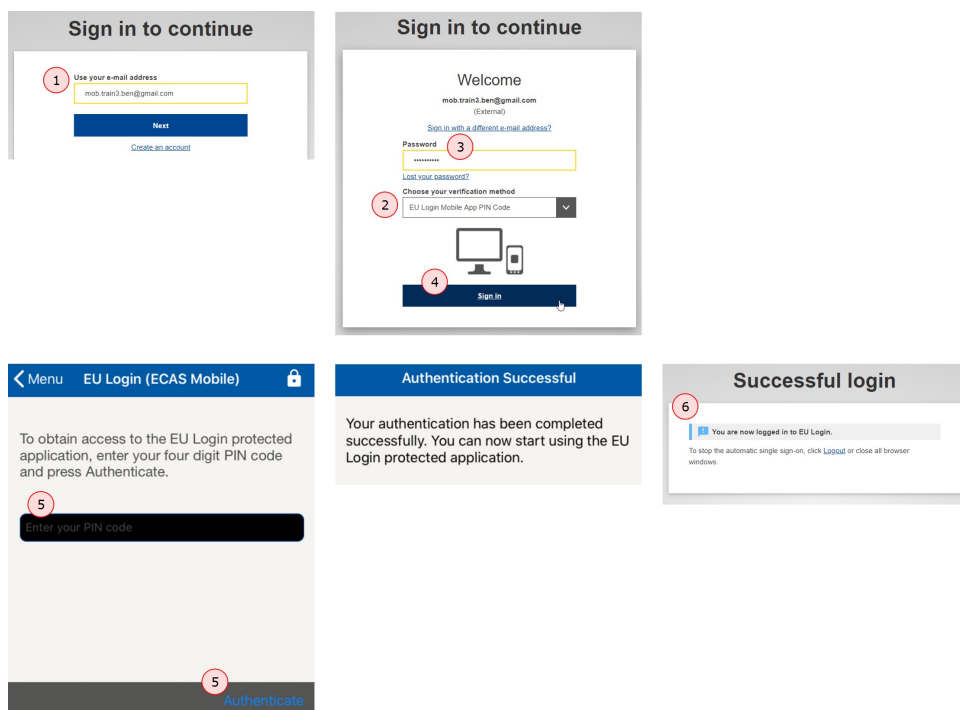 Sign in to continue
1
Use your e-mail address
mob.train3.ben@gmail.com
Next
Create an account
Sign in to continue
Welcome
mob.train3.ben@gmail.com
(External)
Sign in with a different e-mail address?
Password
3
••••••••••
Lost your password?
Choose your verification method
2
EU Login Mobile App PIN Code
4
Sign in
Menu EU Login (ECAS Mobile)
To obtain access to the EU Login protected
application, enter your four digit PIN code
and press Authenticate.
5
Enter your PIN code
5
Authenticate
Authentication Successful
Your authentication has been completed
successfully. You can now start using the EU
Login protected application.
Successful login
6
You are now logged in to EU Login.
To stop the automatic single sign-on, click Logout or close all browser
windows.